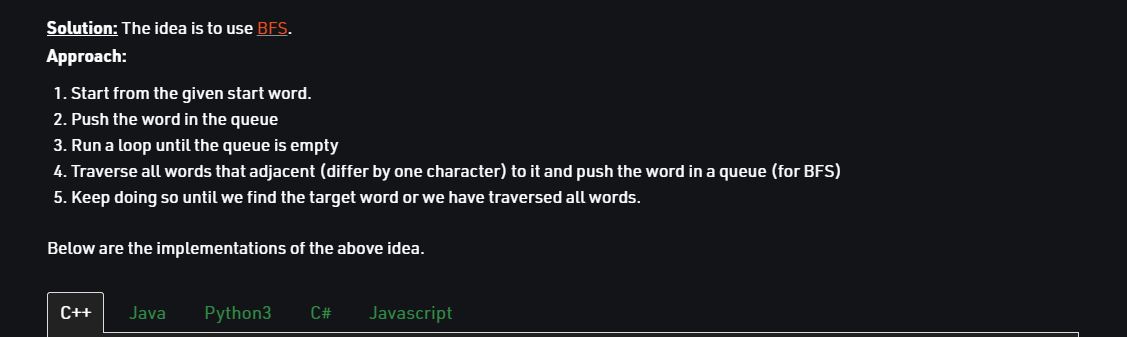 Solution: The idea is to use BFS.
Approach:
1. Start from the given start word.
2. Push the word in the queue
3. Run a loop until the queue is empty
4. Traverse all words that adjacent (differ by one character) to it and push the word in a queue (for BFS)
5. Keep doing so until we find the target word or we have traversed all words.
Below are the implementations of the above idea.
C++ Java Python3 C# Javascript